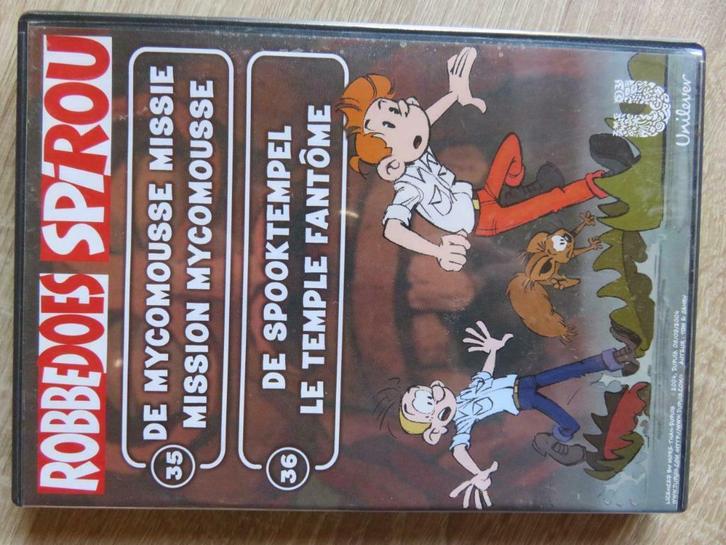 ROBBEDOES SPIROU
35
DE MYCOMOUSSE MISSIE
MISSION MYCOMOUSSE
36
DE SPOOKTEMPEL
LE TEMPLE FANTÔME
Unilever